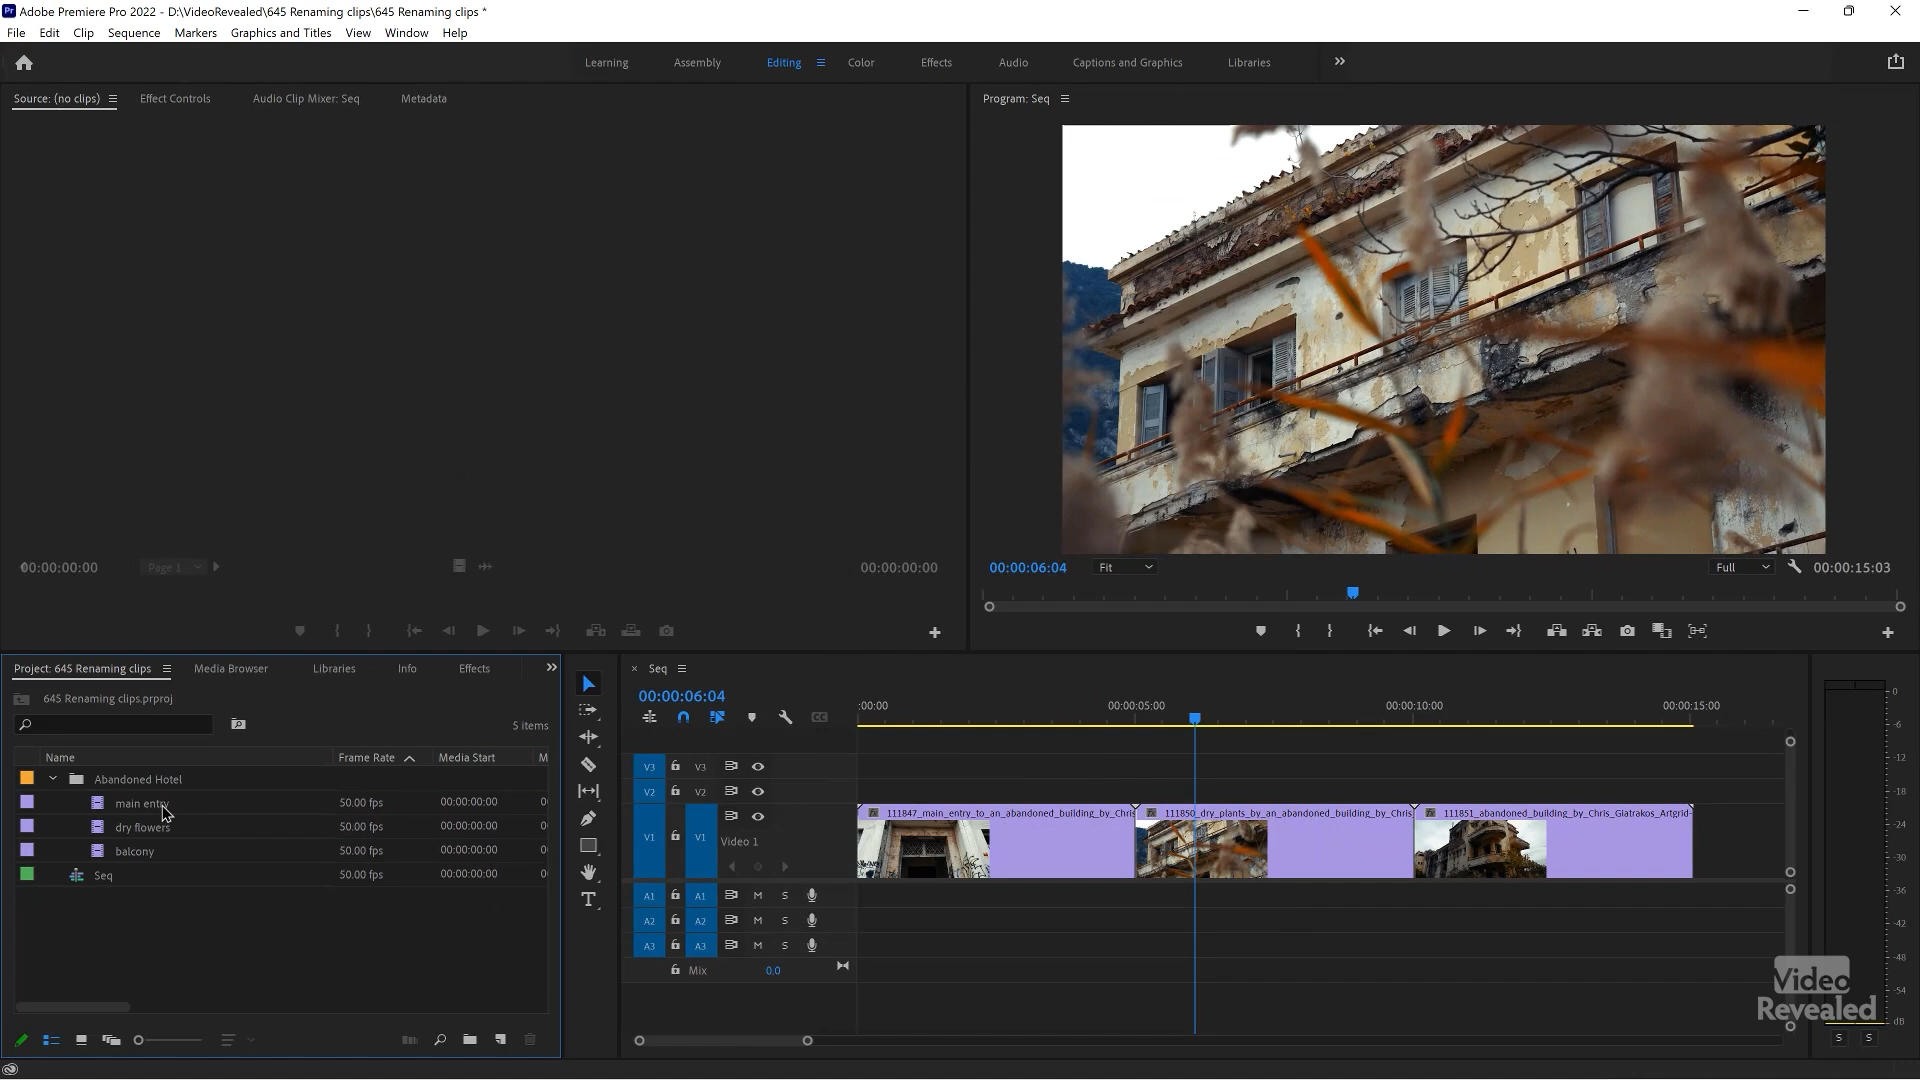 Pr Adobe Premiere Pro 2022 - D:\VideoRevealed\645 Renaming clips\645 Renaming clips *
File Edit Clip Sequence Markers Graphics and Titles View Window Help
Learning Assembly Editing Color Effects Audio Captions and Graphics Libraries
Source: (no clips) Effect Controls Audio Clip Mixer: Seq Metadata
Program: Seq
00:00:00:00 Page 1 00:00:00:00
00:00:06:04 Fit Full 00:00:15:03
Project: 645 Renaming clips Media Browser Libraries Info Effects
645 Renaming clips.prproj
5 items
Name Frame Rate Media Start M
Abandoned Hotel
main entry 50.00 fps 00:00:00:00 0
dry flowers 50.00 fps 00:00:00:00 0
balcony 50.00 fps 00:00:00:00 0
Seq 50.00 fps 00:00:00:00
Seq
00:00:06:04
CC
:00:00 00:00:05:00 00:00:10:00 00:00:15:00
V3 V3
V2 V2
V1 V1 Video 1
111847_main_entry_to_an_abandoned_building_by_Chris
111850_dry_plants_by_an_abandoned_building_by_Chris
111851_abandoned_building_by_Chris_Giatrakos_Artgrid-
A1 A1 M S
A2 A2 M S
A3 A3 M S
Mix 0.0
0
-6
-12
-18
-24
-30
-36
-42
-48
-54
dB
S S
Video
Revealed